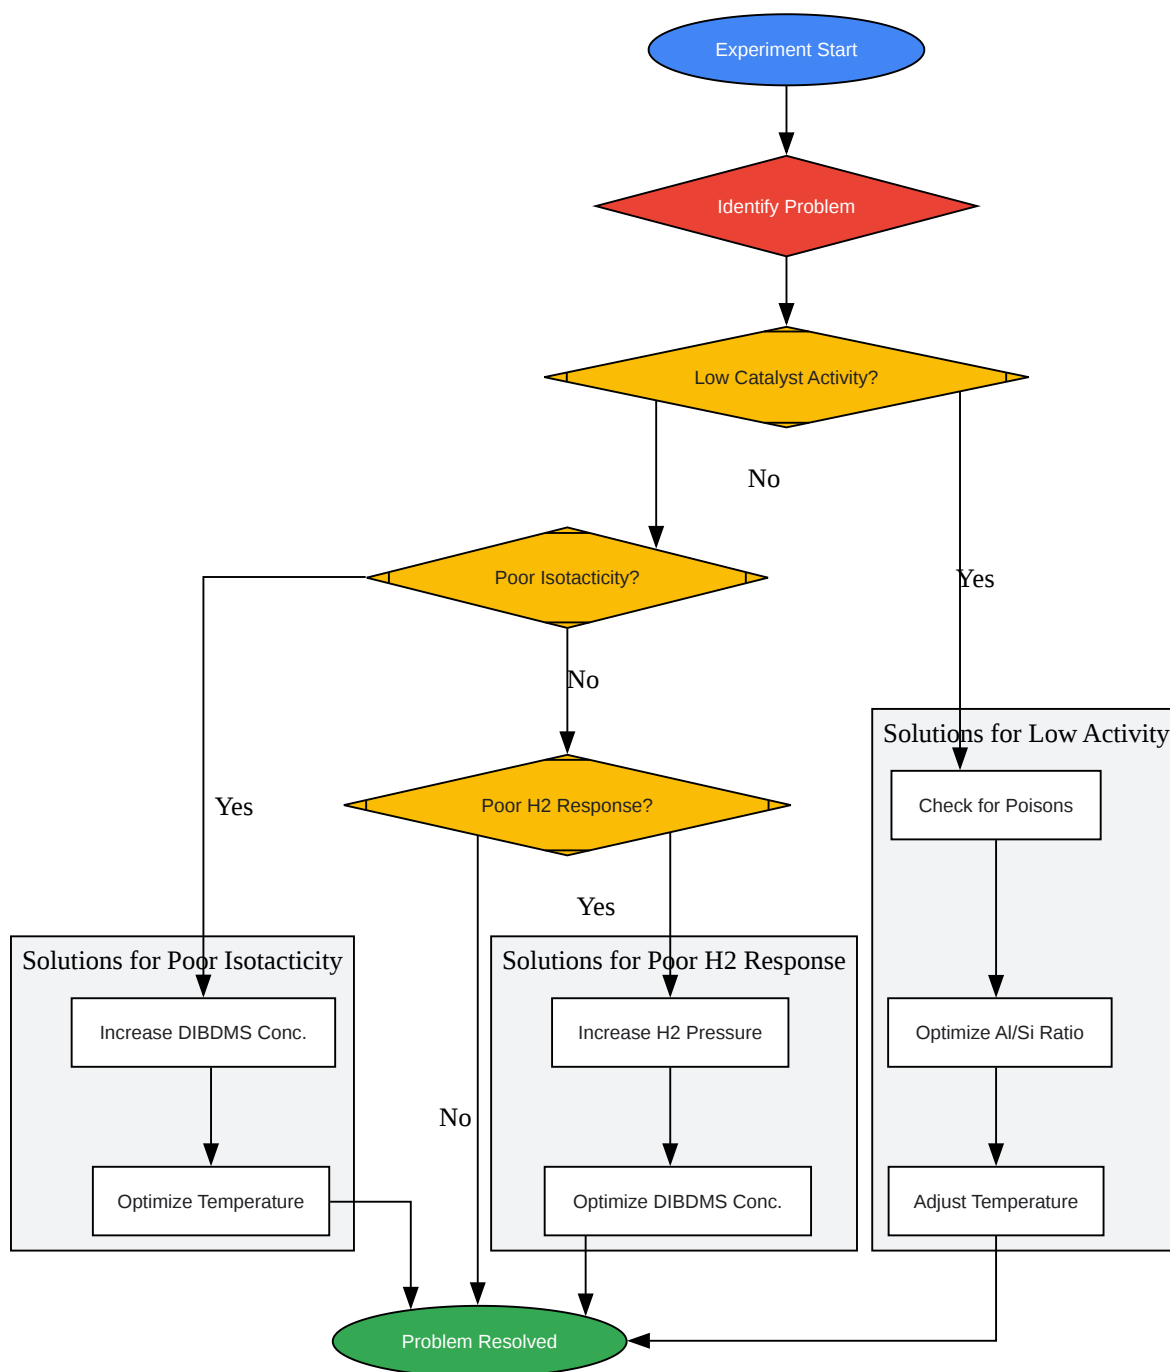 Experiment Start
Identify Problem
Low Catalyst Activity?
No
Poor Isotacticity?
Yes
No
Solutions for Low Activity
Poor H2 Response?
Check for Poisons
Yes
Yes
Solutions for Poor Isotacticity
Solutions for Poor H2 Response
Increase DIBDMS Conc.
Increase H2 Pressure
Optimize Al/Si Ratio
No
Optimize Temperature
Optimize DIBDMS Conc.
Adjust Temperature
Problem Resolved